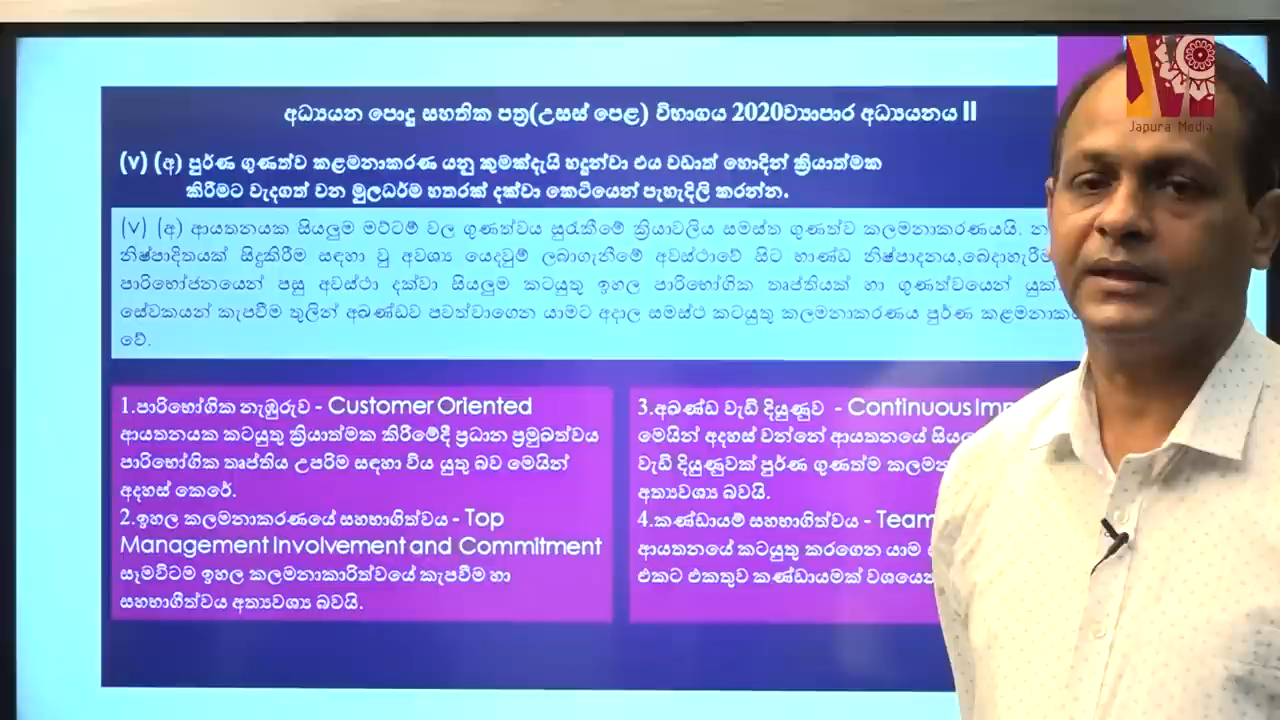 Japura Media
අධ්‍යයන පොදු සහතික පත්‍ර(උසස් පෙළ) විභාගය 2020ව්‍යාපාර අධ්‍යයනය II
(v) (අ) පුර්ණ ගුණත්ව කළමනාකරණ යනු කුමක්දැයි හදුන්වා එය වඩාත් හොදින් ක්‍රියාත්මක
කිරිමට වැදගත් වන මුලධර්ම හතරක් දක්වා කෙටියෙන් පැහැදිලි කරන්න.
(v) (අ) ආයතනයක සියලුම මට්ටම් වල ගුණත්වය සුරැකීමේ ක්‍රියාවලිය සමස්ත ගුණත්ව කලමනාකරණයයි.
නිෂ්පාදිතයක් සිදුකිරීම සඳහා වු අවශ්‍ය යෙදවුම් ලබාගැනීමේ අවස්ථාවේ සිට භාණ්ඩ නිෂ්පාදනය,බෙදාහැරීම
පාරිභෝජනයෙන් පසු අවස්ථා දක්වා සියලුම කටයුතු ඉහල පාරිභෝගික තෘප්තියක් හා ගුණත්වයෙන්
සේවකයන් කැපවීම තුලින් අඛණ්ඩව පවත්වාගෙන යාමට අදාල සමස්ථ කටයුතු කලමනාකරණය පුර්ණ
වේ.
1.පාරිභෝගික නැඹුරුව - Customer Oriented
ආයතනයක කටයුතු ක්‍රියාත්මක කිරීමේදී ප්‍රධාන ප්‍රමුඛත්වය
පාරිභෝගික තෘප්තිය උපරිම සඳහා විය යුතු බව මෙයින්
අදහස් කෙරේ.
2.ඉහල කලමනාකරණයේ සහභාගිත්වය - Top
Management Involvement and Commitment
සෑමවිටම ඉහල කලමනාකාරිත්වයේ කැපවීම හා
සහභාගීත්වය අත්‍යවශ්‍ය බවයි.
3.අඛණ්ඩ වැඩි දියුණුව - Continuous
මෙයින් අදහස් වන්නේ ආයතනයේ
වැඩි දියුණුවක් පුර්ණ ගුණත්ම
අත්‍යවශ්‍ය බවයි.
4.කණ්ඩායම් සහභාගිත්වය - Team
ආයතනයේ කටයුතු කරගෙන යාම
එකට එකතුව කණ්ඩායමක්